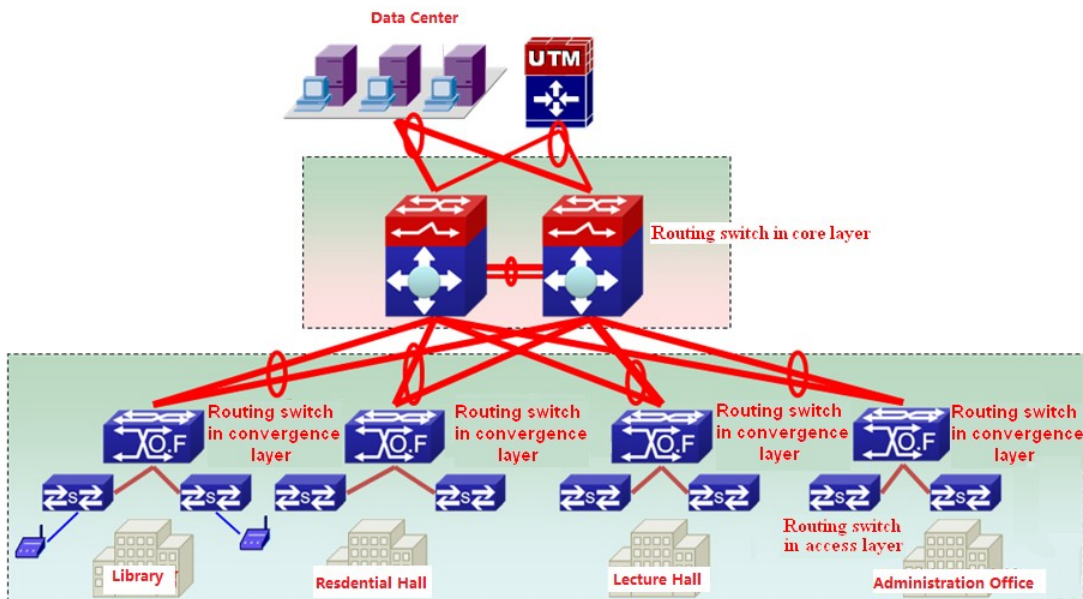 Data Center
UTM
Routing switch in core layer
Routing switch
in convergence
layer
Routing switch
in convergence
layer
Routing switch
in convergence
layer
Routing switch
in convergence
layer
O.F
O.F
O.F
O.F
S
S
S
S
S
S
S
S
Routing switch
in access layer
Library
Resdential Hall
Lecture Hall
Administration Office